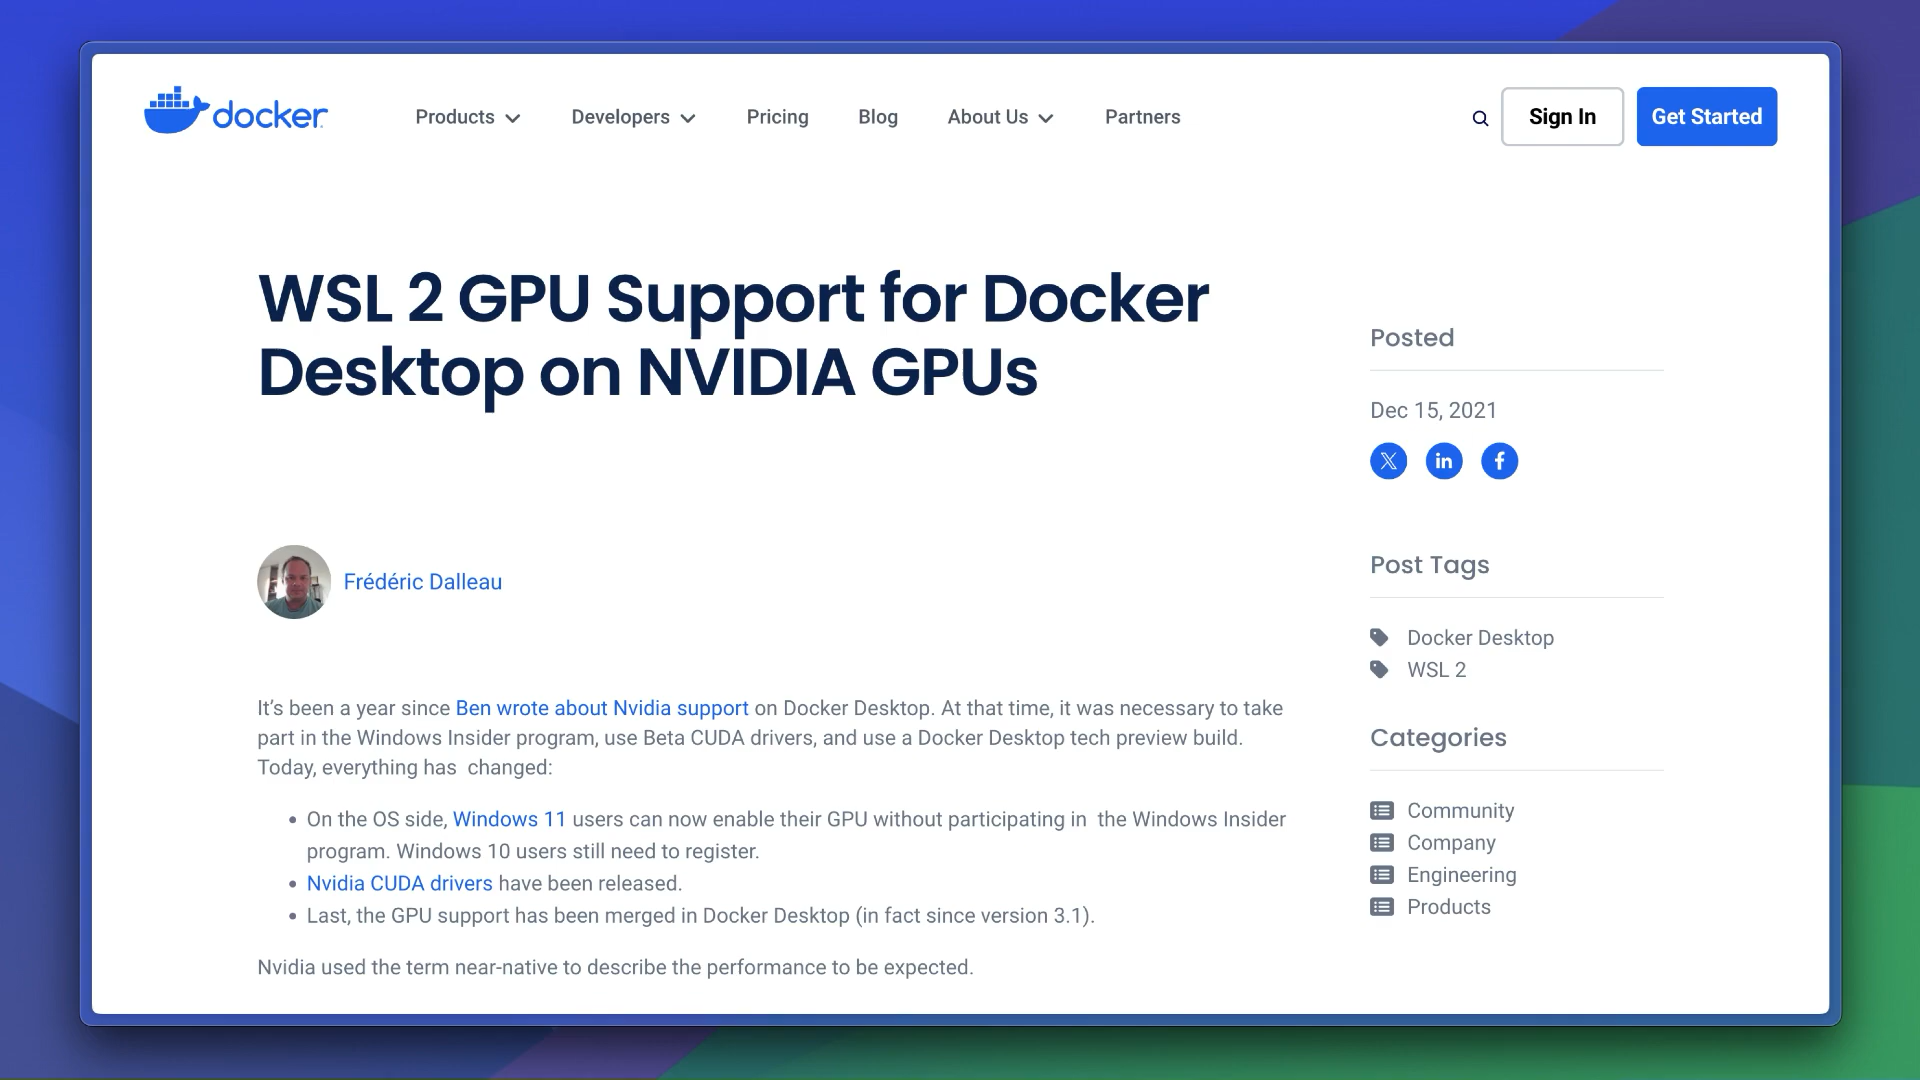 docker
Products
Developers
Pricing
Blog
About Us
Partners
Sign In
Get Started
WSL 2 GPU Support for Docker
Desktop on NVIDIA GPUs
Frédéric Dalleau
It’s been a year since Ben wrote about Nvidia support on Docker Desktop. At that time, it was necessary to take
part in the Windows Insider program, use Beta CUDA drivers, and use a Docker Desktop tech preview build.
Today, everything has  changed:
• On the OS side, Windows 11 users can now enable their GPU without participating in  the Windows Insider
program. Windows 10 users still need to register.
• Nvidia CUDA drivers have been released.
• Last, the GPU support has been merged in Docker Desktop (in fact since version 3.1).
Nvidia used the term near-native to describe the performance to be expected.
Posted
Dec 15, 2021
Post Tags
Docker Desktop
WSL 2
Categories
Community
Company
Engineering
Products